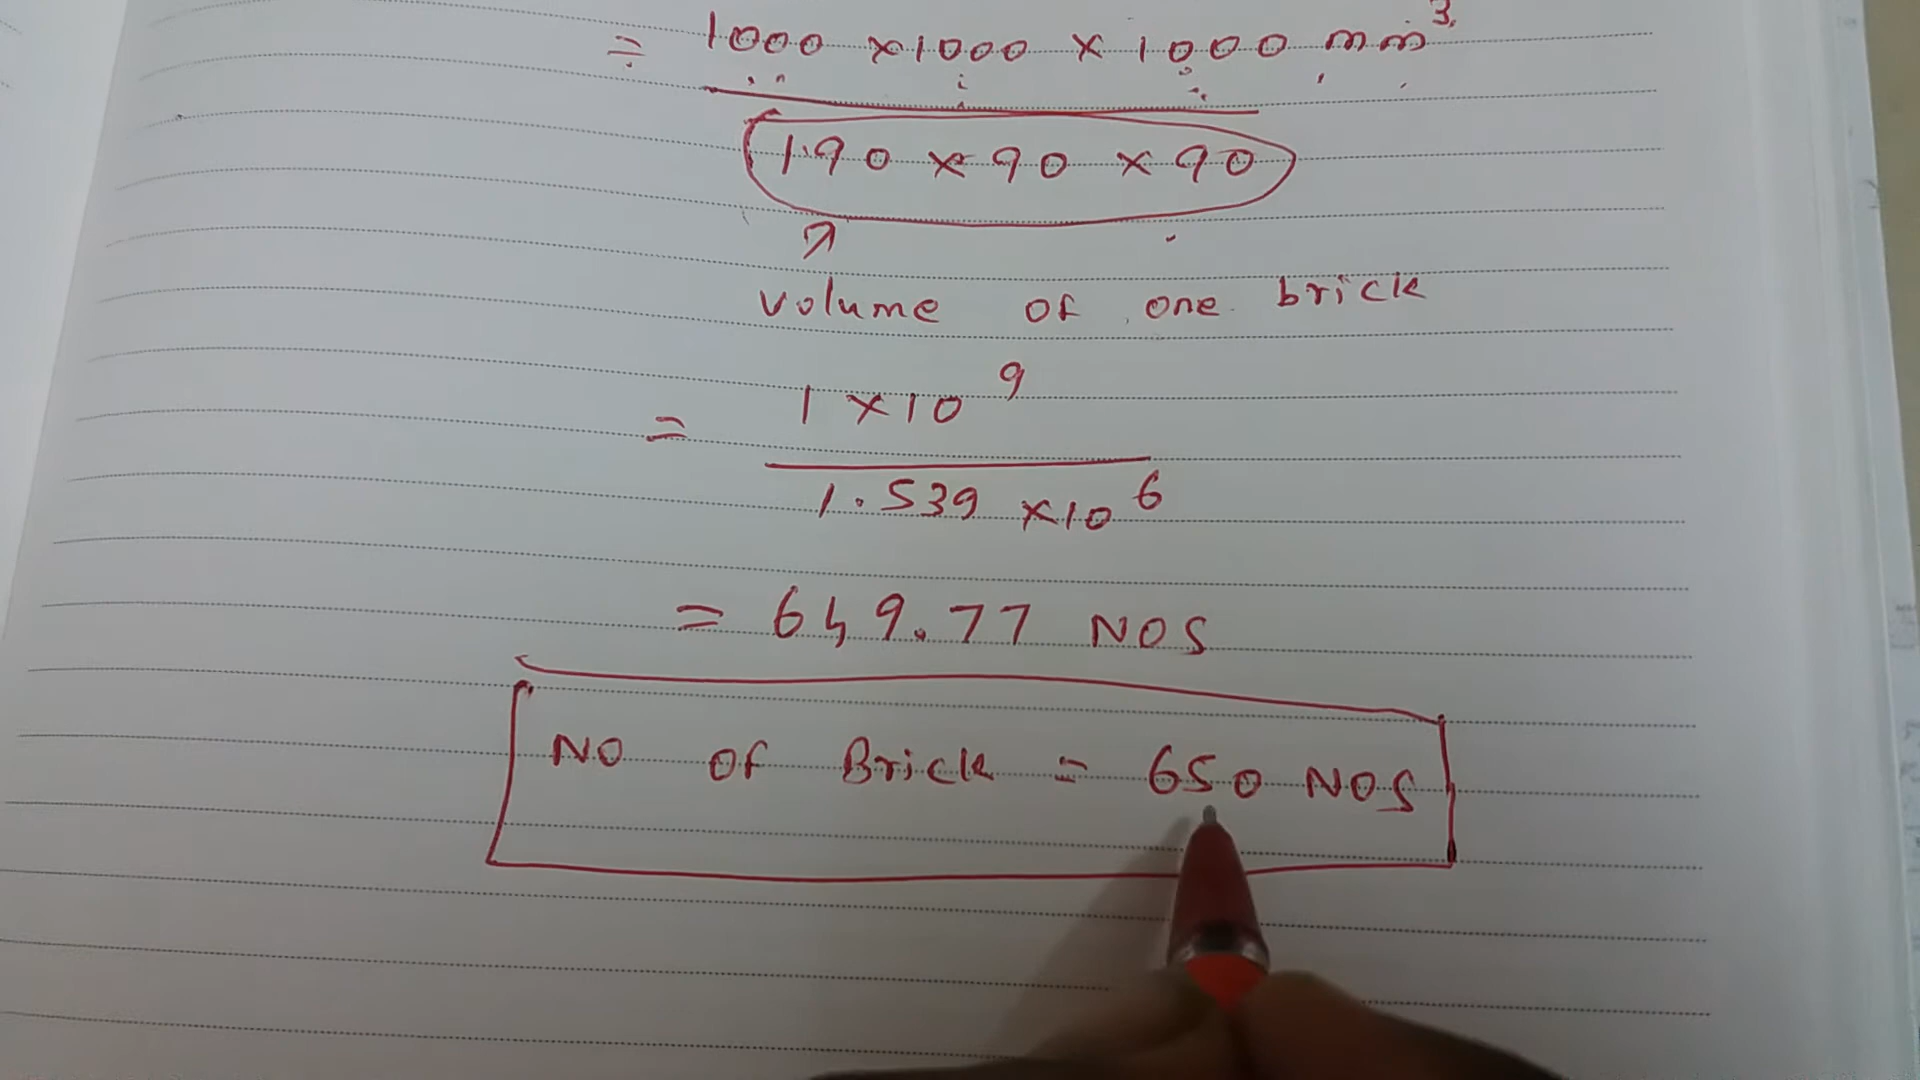 = 1000 × 1000 × 1000 mm³
190 × 90 × 90
volume of one brick
= 1 × 10⁹
1.539 × 10⁶
= 649.77 NOS
NO of Brick = 650 NOS